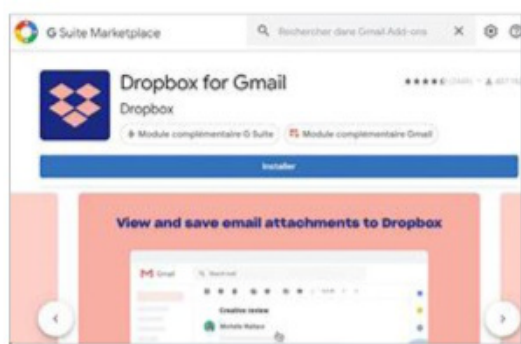 G Suite Marketplace
Rechercher dans Gmail Add-ons
Dropbox for Gmail
Dropbox
Module complémentaire G Suite
Module complémentaire Gmail
Installer
View and save email attachments to Dropbox
Gmail
Creative review